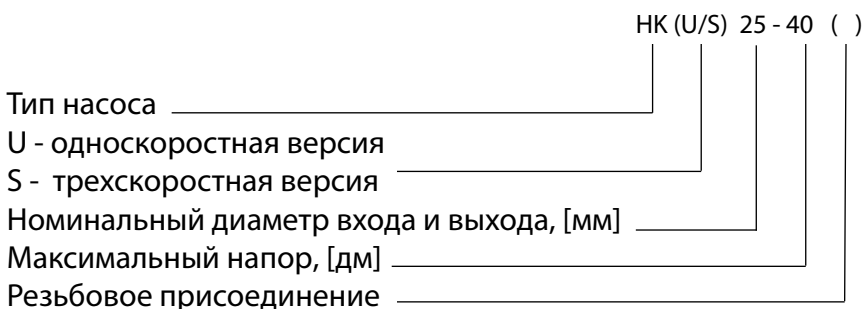 НК (U/S) 25 - 40 ( )
Тип насоса
U - односкоростная версия
S - трехскоростная версия
Номинальный диаметр входа и выхода, [мм]
Максимальный напор, [дм]
Резьбовое присоединение